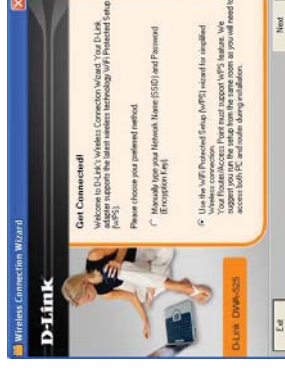 Wireless Connection Wizard
D-Link
Get Connected!
Welcome to D-Link's Wireless Connection Wizard. Your D-Link
adapter supports the latest wireless technology WiFi Protected Setup
(WPS).
Please choose your preferred method.
Manually type your Network Name (SSID) and Password
(Encryption Key).
Use the WiFi Protected Setup (WPS) wizard for simplified
Wireless connection.
Your Router/Access Point must support WPS feature. We
suggest you run the setup from the same room as you will need to
access both PC and router during installation.
D-Link DWA-525
Exit
Next